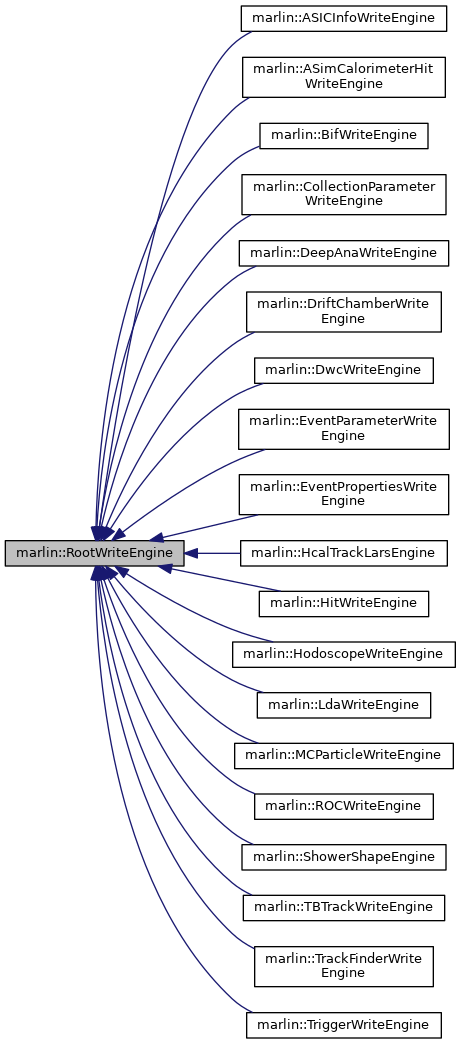 marlin::ASICInfoWriteEngine
marlin::ASimCalorimeterHit
WriteEngine
marlin::BifWriteEngine
marlin::CollectionParameter
WriteEngine
marlin::DeepAnaWriteEngine
marlin::DriftChamberWrite
Engine
marlin::DwcWriteEngine
marlin::EventParameterWrite
Engine
marlin::EventPropertiesWrite
Engine
marlin::RootWriteEngine
marlin::HcalTrackLarsEngine
marlin::HitWriteEngine
marlin::HodoscopeWriteEngine
marlin::LdaWriteEngine
marlin::MCParticleWriteEngine
marlin::ROCWriteEngine
marlin::ShowerShapeEngine
marlin::TBTrackWriteEngine
marlin::TrackFinderWrite
Engine
marlin::TriggerWriteEngine